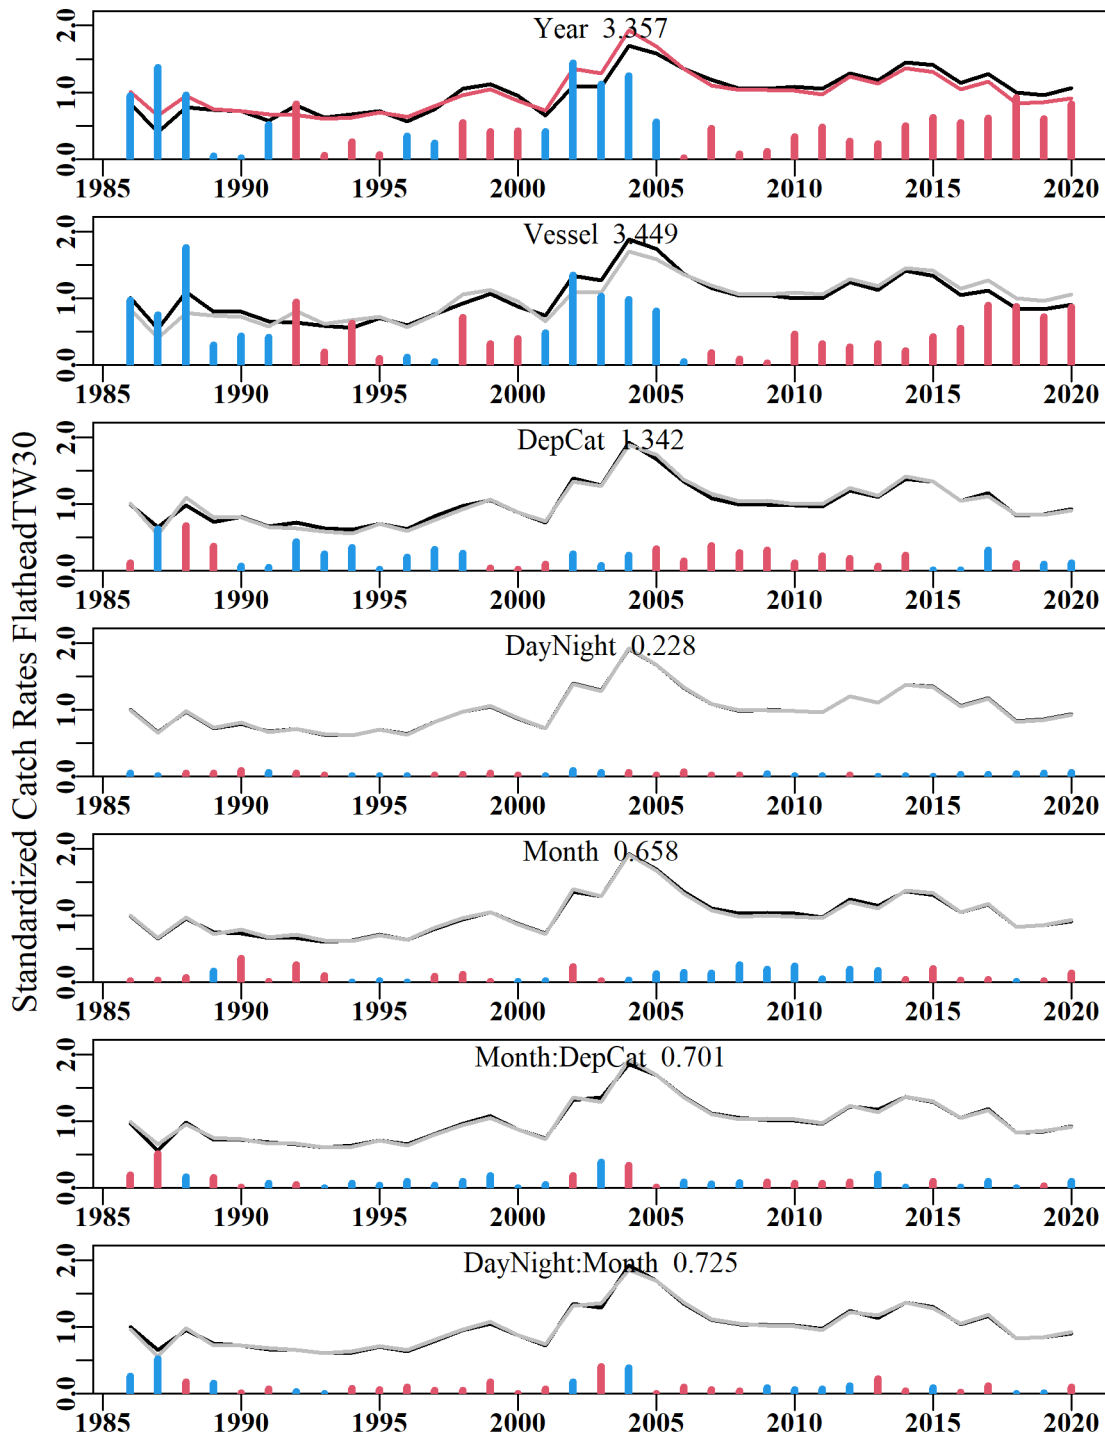 Standardized Catch Rates FlatheadTW30
Year 3.357
0.0 1.0 2.0
1985 1990 1995 2000 2005 2010 2015 2020
Vessel 3.449
0.0 1.0 2.0
1985 1990 1995 2000 2005 2010 2015 2020
DepCat 1.342
0.0 1.0 2.0
1985 1990 1995 2000 2005 2010 2015 2020
DayNight 0.228
0.0 1.0 2.0
1985 1990 1995 2000 2005 2010 2015 2020
Month 0.658
0.0 1.0 2.0
1985 1990 1995 2000 2005 2010 2015 2020
Month:DepCat 0.701
0.0 1.0 2.0
1985 1990 1995 2000 2005 2010 2015 2020
DayNight:Month 0.725
0.0 1.0 2.0
1985 1990 1995 2000 2005 2010 2015 2020